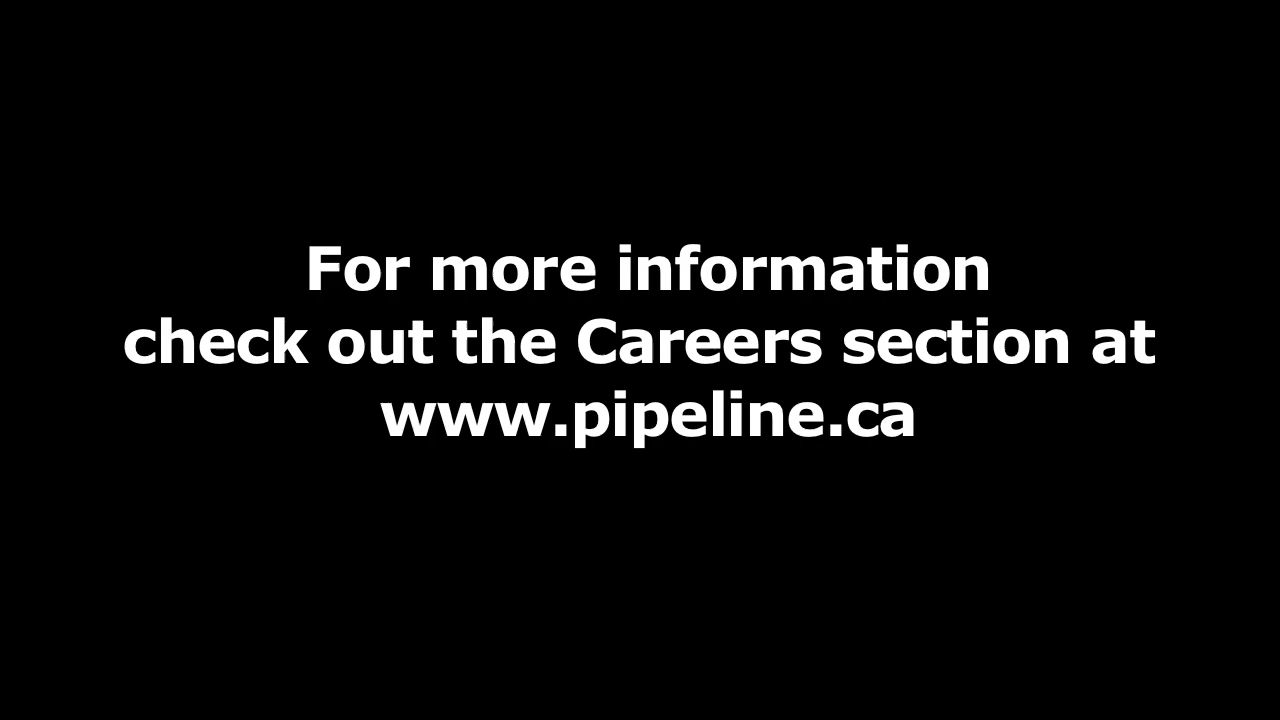 For more information
check out the Careers section at
www.pipeline.ca